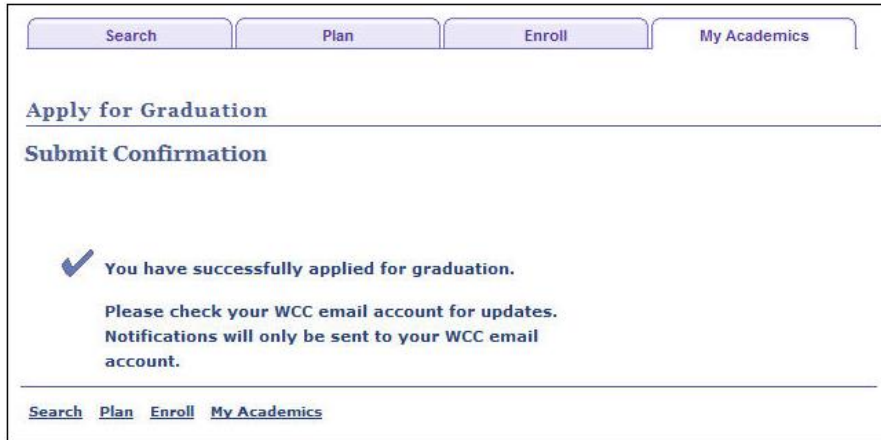 Search Plan Enroll My Academics
Apply for Graduation
Submit Confirmation
You have successfully applied for graduation.
Please check your WCC email account for updates.
Notifications will only be sent to your WCC email
account.
Search Plan Enroll My Academics